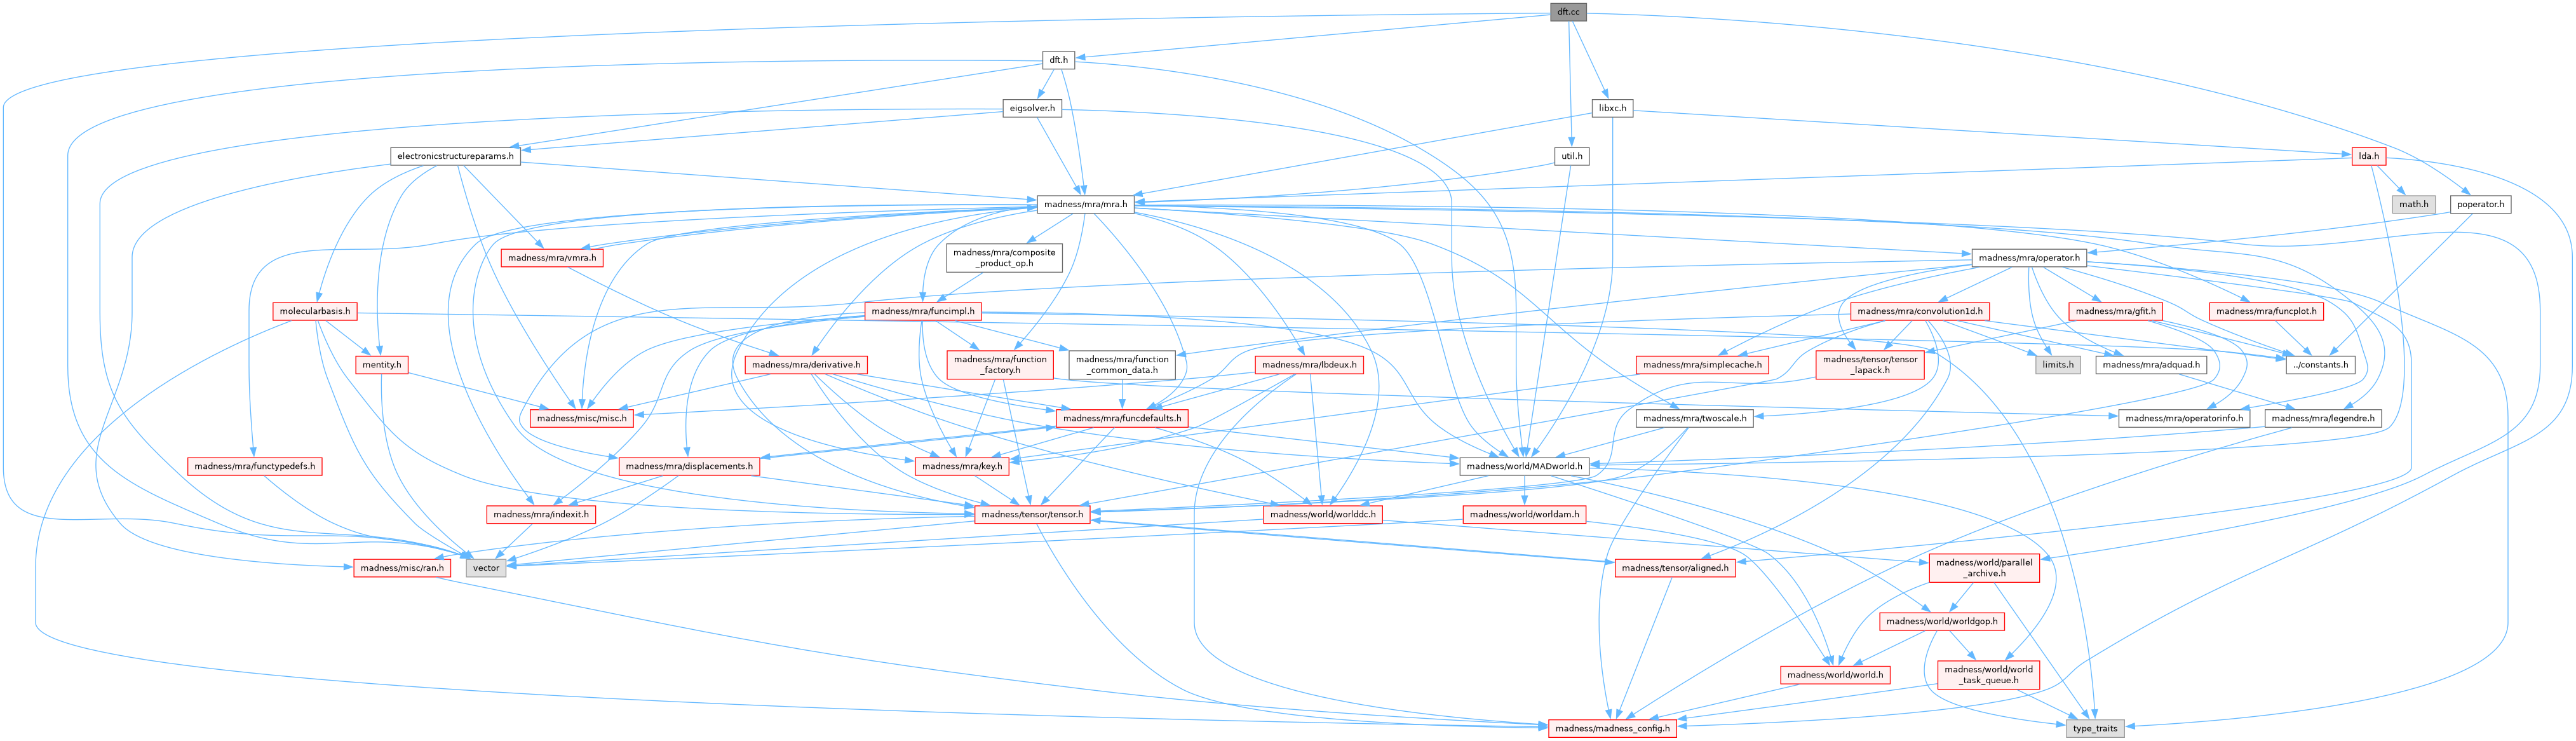 dft.cc
dft.h
eigsolver.h
libxc.h
electronicstructureparams.h
util.h
lda.h
madness/mra/mra.h
math.h
poperator.h
madness/mra/vmra.h
madness/mra/composite
_product_op.h
madness/mra/operator.h
molecularbasis.h
madness/mra/funcimpl.h
madness/mra/convolution1d.h
madness/mra/gfit.h
madness/mra/funcplot.h
mentity.h
madness/mra/derivative.h
madness/mra/function
_factory.h
madness/mra/function
_common_data.h
madness/mra/lbdeux.h
madness/mra/simplecache.h
madness/tensor/tensor
_lapack.h
limits.h
madness/mra/adquad.h
../constants.h
madness/misc/misc.h
madness/mra/funcdefaults.h
madness/mra/twoscale.h
madness/mra/operatorinfo.h
madness/mra/legendre.h
madness/mra/functypedefs.h
madness/mra/displacements.h
madness/mra/key.h
madness/world/MADworld.h
madness/mra/indexit.h
madness/tensor/tensor.h
madness/world/worlddc.h
madness/world/worldam.h
madness/misc/ran.h
vector
madness/tensor/aligned.h
madness/world/parallel
_archive.h
madness/world/worldgop.h
madness/world/world.h
madness/world/world
_task_queue.h
madness/madness_config.h
type_traits